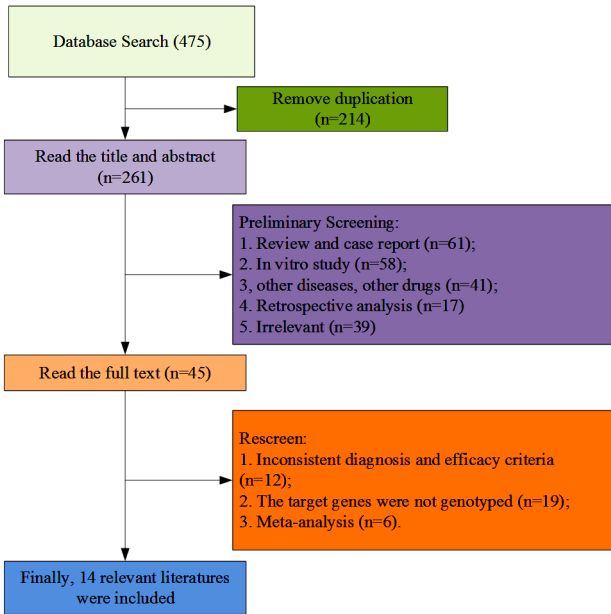 Database Search (475)
Remove duplication
(n=214)
Read the title and abstract
(n=261)
Preliminary Screening:
1. Review and case report (n=61);
2. In vitro study (n=58);
3, other diseases, other drugs (n=41);
4. Retrospective analysis (n=17)
5. Irrelevant (n=39)
Read the full text (n=45)
Rescreen:
1. Inconsistent diagnosis and efficacy criteria
(n=12);
2. The target genes were not genotyped (n=19);
3. Meta-analysis (n=6).
Finally, 14 relevant literatures
were included